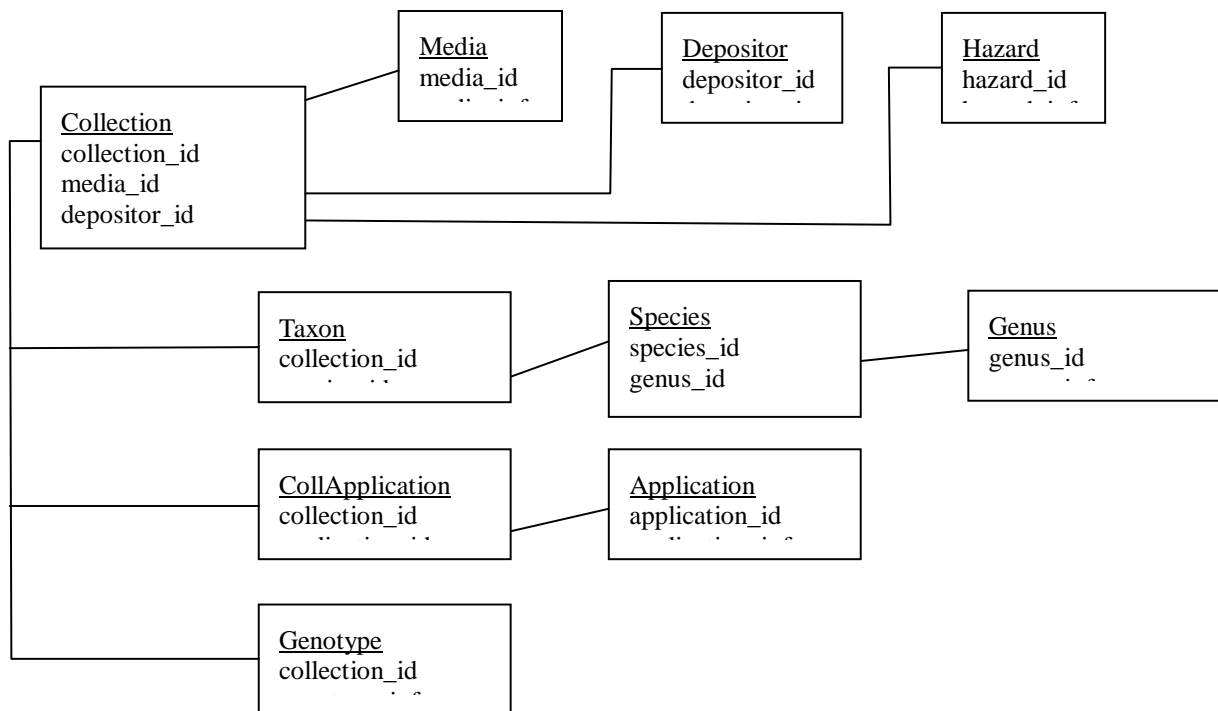 Media
media_id
Depositor
depositor_id
Hazard
hazard_id
Collection
collection_id
media_id
depositor_id
Taxon
collection_id
Species
species_id
genus_id
Genus
genus_id
CollApplication
collection_id
Application
application_id
Genotype
collection_id